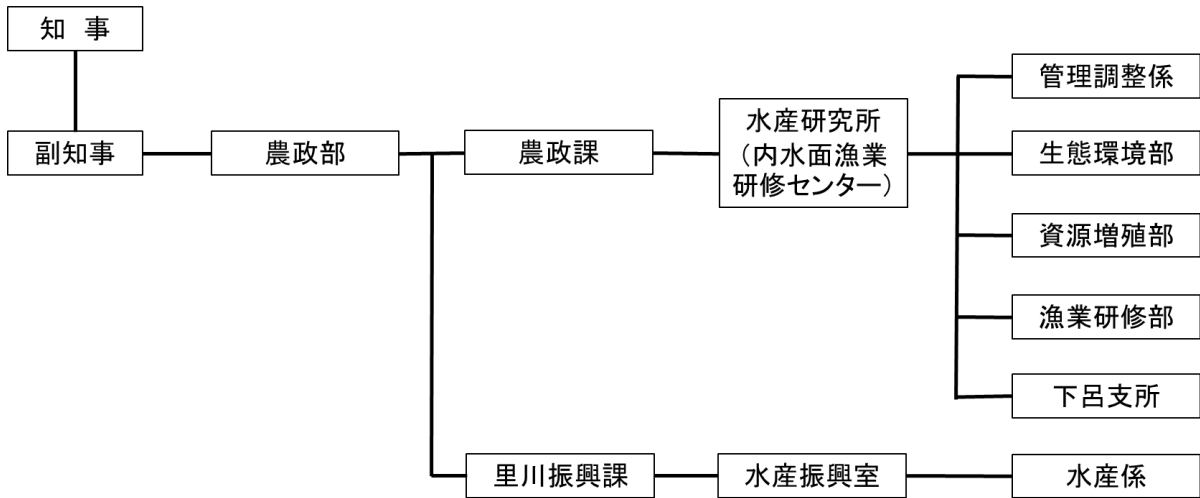 知 事
副知事
農政部
農政課
水産研究所
（内水面漁業
研修センター）
管理調整係
生態環境部
資源増殖部
漁業研修部
下呂支所
里川振興課
水産振興室
水産係